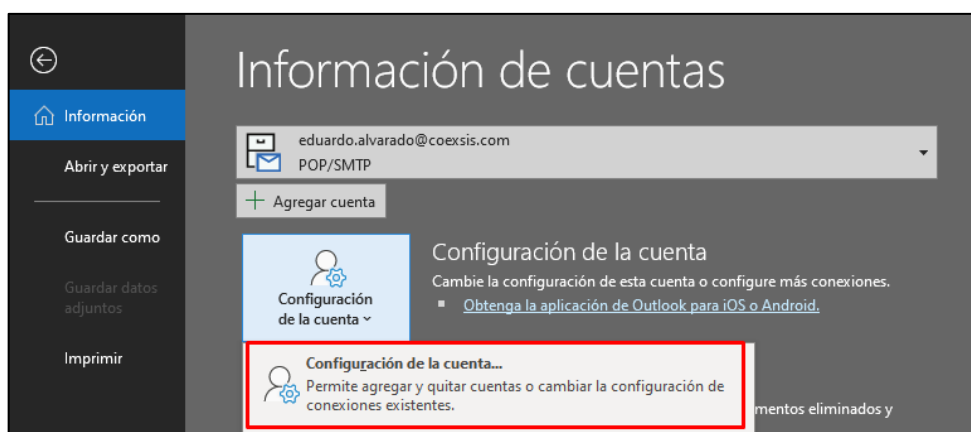 Información de cuentas
Información
eduardo.alvarado@coexsis.com
POP/SMTP
Abrir y exportar
Agregar cuenta
Guardar como
Configuración de la cuenta
Cambie la configuración de esta cuenta o configure más conexiones.
Obtenga la aplicación de Outlook para iOS o Android.
Configuración
de la cuenta
Guardar datos
adjuntos
Imprimir
Configuración de la cuenta...
Permite agregar y quitar cuentas o cambiar la configuración de
conexiones existentes.
mentos eliminados y